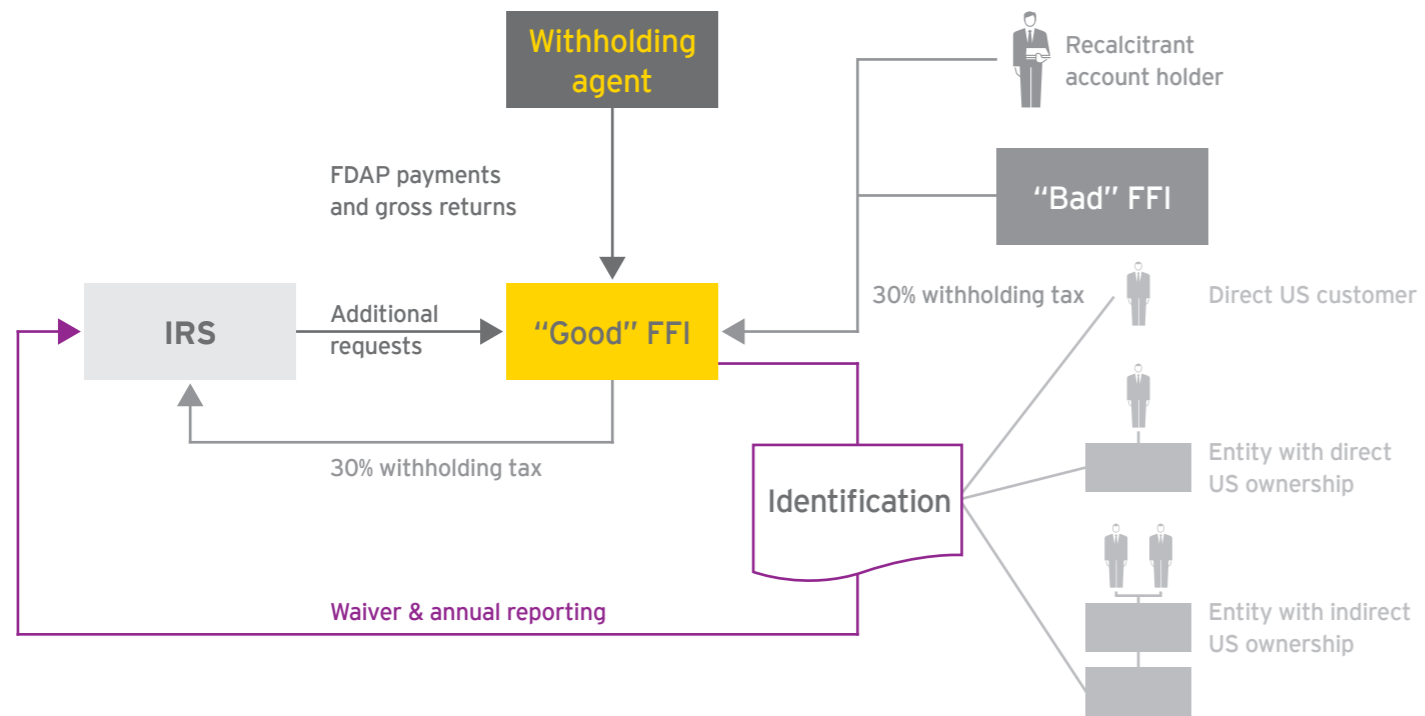 Withholding
agent
Recalcitrant
account holder
FDAP payments
and gross returns
“Bad” FFI
IRS
Additional
requests
“Good” FFI
30% withholding tax
Direct US customer
30% withholding tax
Identification
Entity with direct
US ownership
Waiver & annual reporting
Entity with indirect
US ownership